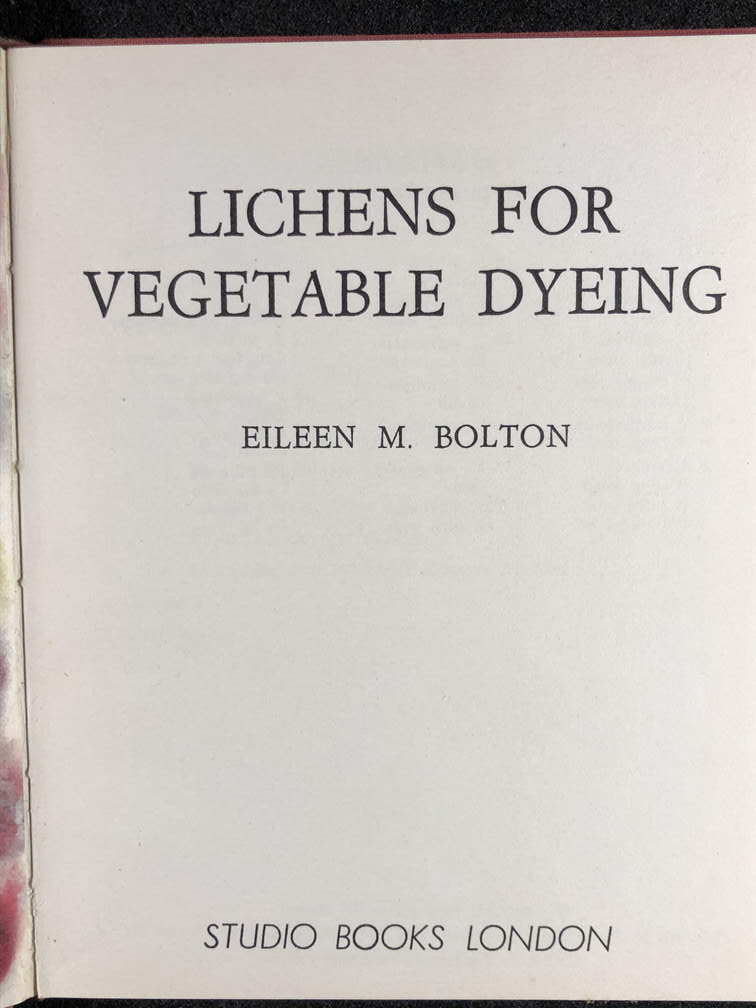 LICHENS FOR
VEGETABLE DYEING
EILEEN M. BOLTON
STUDIO BOOKS LONDON